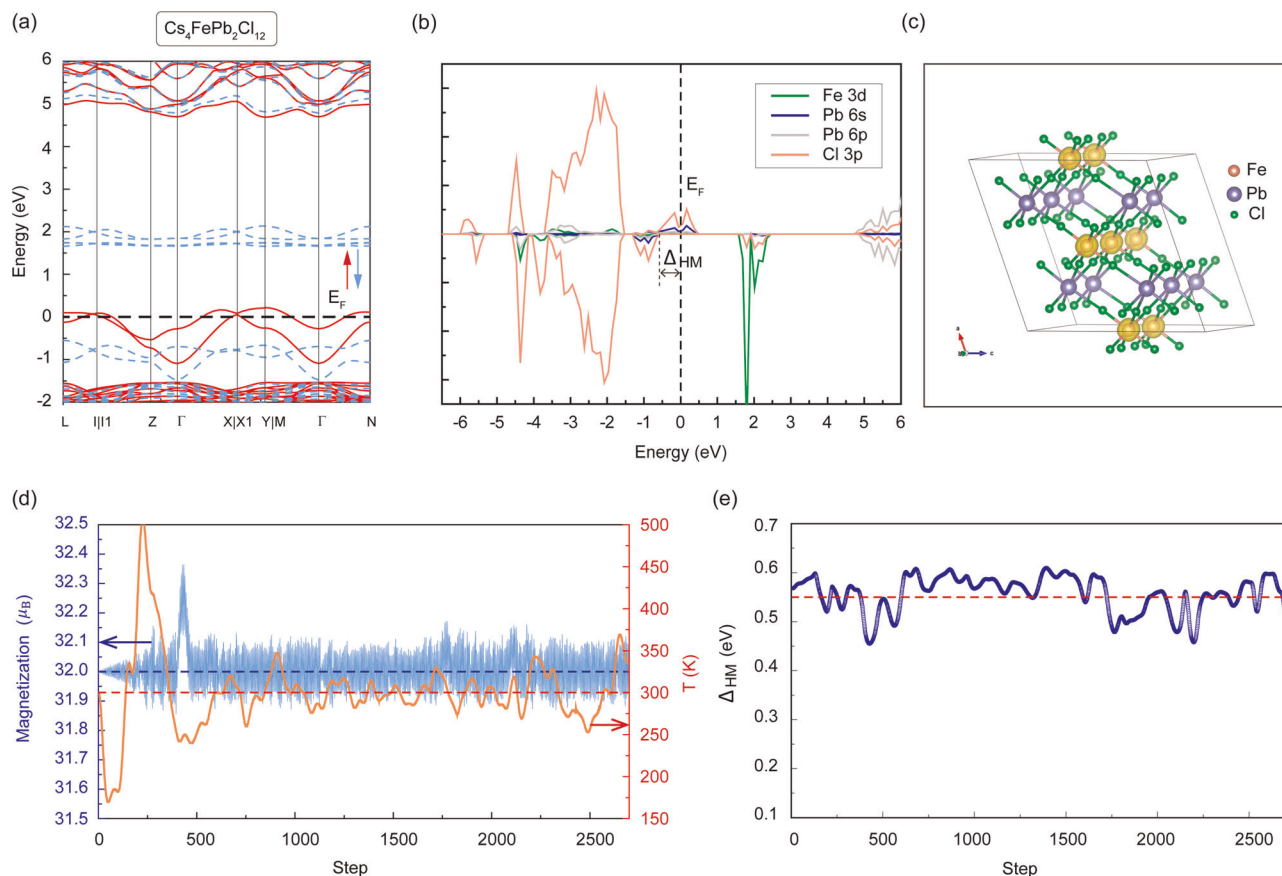 (a)
Cs4FePb2Cl12
6
5
4
3
2
1
0
-1
-2
Energy (eV)
EF
L
I|I1
Z
Γ
X|X1
Y|M
Γ
N
(b)
Fe 3d
Pb 6s
Pb 6p
Cl 3p
EF
ΔHM
-6 -5 -4 -3 -2 -1 0 1 2 3 4 5 6
Energy (eV)
(c)
Fe
Pb
Cl
a
c
(d)
32.5
32.4
32.3
32.2
32.1
32.0
31.9
31.8
31.7
31.6
31.5
Magnetization (μB)
500
450
400
350
300
250
200
150
T (K)
0 500 1000 1500 2000 2500
Step
(e)
0.7
0.6
0.5
0.4
0.5
0.2
0.1
ΔHM (eV)
0 500 1000 1500 2000 2500
Step